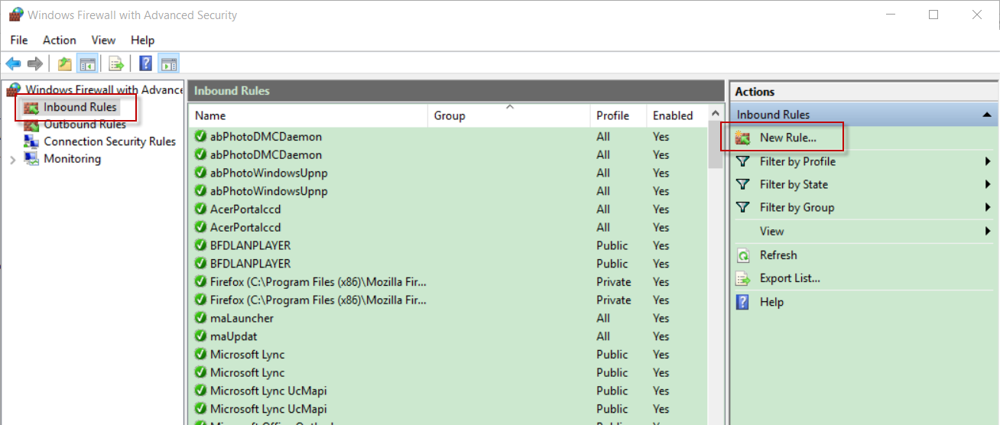 Windows Firewall with Advanced Security
File Action View Help
Windows Firewall with Advance
Inbound Rules
Outbound Rules
Connection Security Rules
Monitoring
Inbound Rules
Name Group Profile Enabled
abPhotoDMCDaemon All Yes
abPhotoDMCDaemon All Yes
abPhotoWindowsUpnp All Yes
abPhotoWindowsUpnp All Yes
AcerPortalccd All Yes
AcerPortalccd All Yes
BFDLANPLAYER Public Yes
BFDLANPLAYER Public Yes
Firefox (C:\Program Files (x86)\Mozilla Fir... Private Yes
Firefox (C:\Program Files (x86)\Mozilla Fir... Private Yes
maLauncher All Yes
maUpdat All Yes
Microsoft Lync Public Yes
Microsoft Lync Public Yes
Microsoft Lync UcMapi Public Yes
Microsoft Lync UcMapi Public Yes
Actions
Inbound Rules
New Rule...
Filter by Profile
Filter by State
Filter by Group
View
Refresh
Export List...
Help